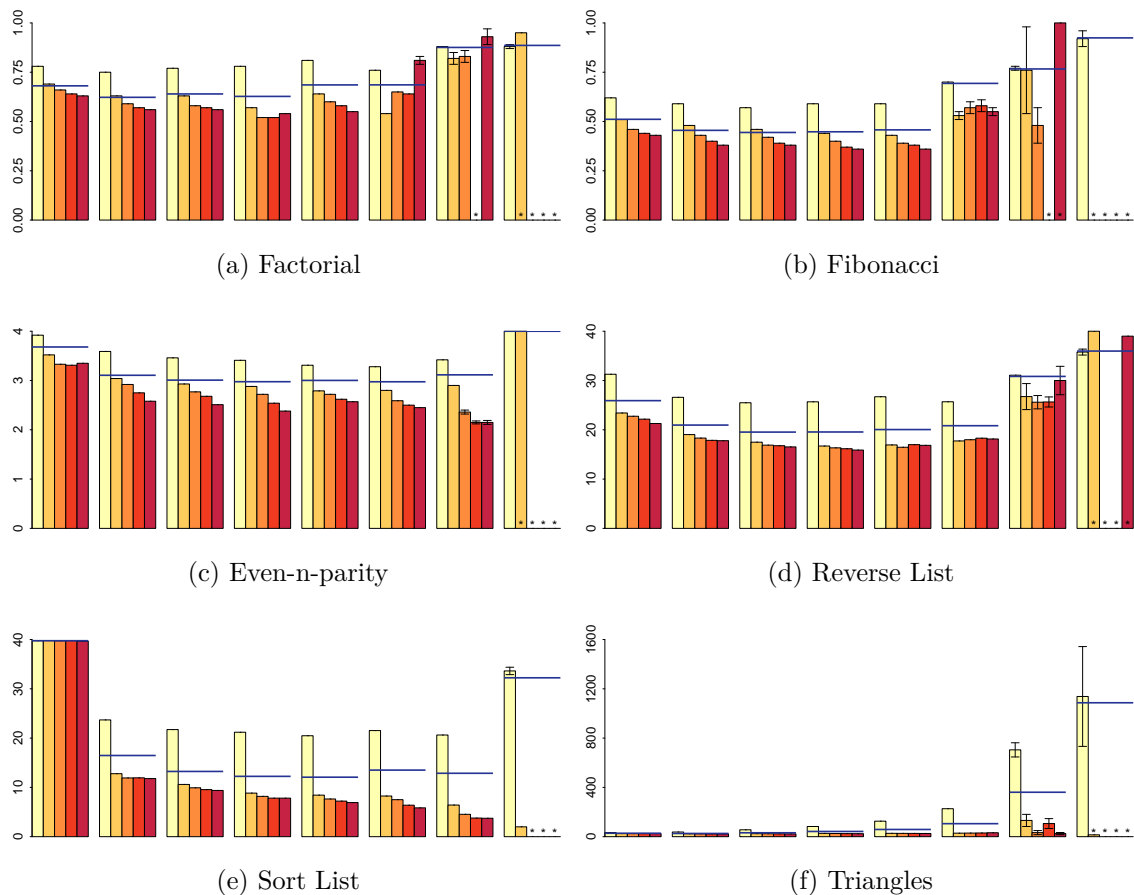 0.00 0.25 0.50 0.75 1.00
* * * * *
(a) Factorial
0.00 0.25 0.50 0.75 1.00
* * * * * *
(b) Fibonacci
0 1 2 3 4
* * * *
(c) Even-n-parity
0 10 20 30 40
* * * *
(d) Reverse List
0 10 20 30 40
* * *
(e) Sort List
0 400 800 1200 1600
* * * *
(f) Triangles